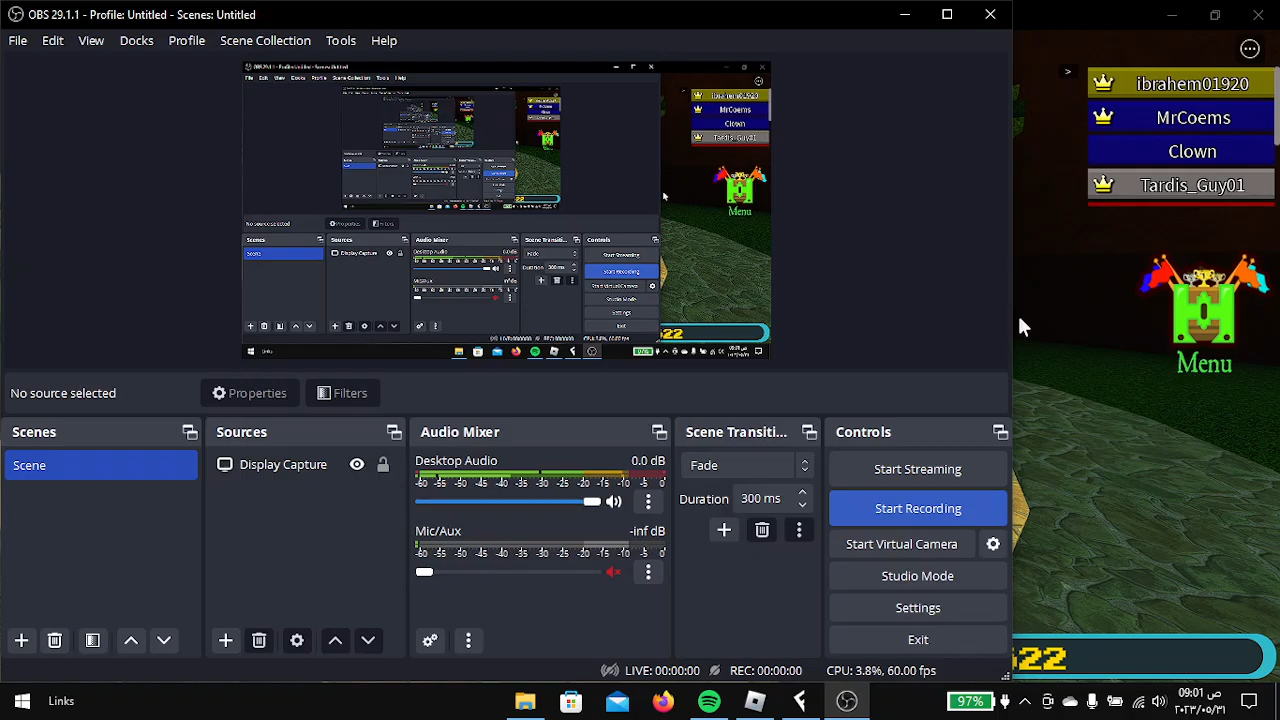 OBS 29.1.1 - Profile: Untitled - Scenes: Untitled
File Edit View Docks Profile Scene Collection Tools Help
ibrahem01920
MrCoems
Clown
Tardis_Guy01
Menu
No source selected Properties Filters
Scenes
Scene
Sources
Display Capture
Audio Mixer
Desktop Audio 0.0 dB
-60 -55 -50 -45 -40 -35 -30 -25 -20 -15 -10 -5 0
Mic/Aux -inf dB
-60 -55 -50 -45 -40 -35 -30 -25 -20 -15 -10 -5 0
Scene Transiti...
Fade
Duration 300 ms
Controls
Start Streaming
Start Recording
Start Virtual Camera
Studio Mode
Settings
Exit
LIVE: 00:00:00 REC: 00:00:00 CPU: 3.8%, 60.00 fps
Links
97%
09:01 ص
٢٠٢٣/٠٥/٣١